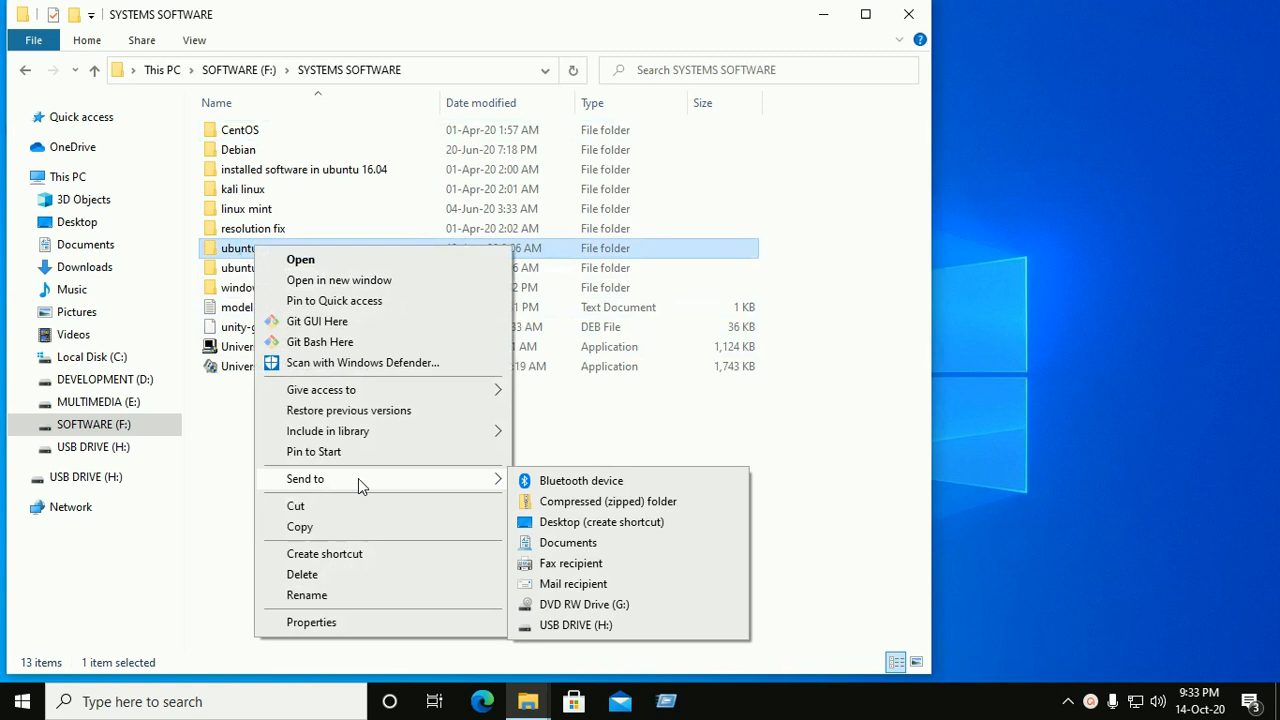 SYSTEMS SOFTWARE
File Home Share View
This PC SOFTWARE (F:) SYSTEMS SOFTWARE
Search SYSTEMS SOFTWARE
Name Date modified Type Size
Quick access
OneDrive
This PC
3D Objects
Desktop
Documents
Downloads
Music
Pictures
Videos
Local Disk (C:)
DEVELOPMENT (D:)
MULTIMEDIA (E:)
SOFTWARE (F:)
USB DRIVE (H:)
USB DRIVE (H:)
Network
CentOS 01-Apr-20 1:57 AM File folder
Debian 20-Jun-20 7:18 PM File folder
installed software in ubuntu 16.04 01-Apr-20 2:00 AM File folder
kali linux 01-Apr-20 2:01 AM File folder
linux mint 04-Jun-20 3:33 AM File folder
resolution fix 01-Apr-20 2:02 AM File folder
ubuntu File folder
ubuntu File folder
File folder
model Text Document 1 KB
DEB File 36 KB
Application 1,124 KB
Application 1,743 KB
Open
Open in new window
Pin to Quick access
Git GUI Here
Git Bash Here
Scan with Windows Defender...
Give access to
Restore previous versions
Include in library
Pin to Start
Send to
Cut
Copy
Create shortcut
Delete
Rename
Properties
Bluetooth device
Compressed (zipped) folder
Desktop (create shortcut)
Documents
Fax recipient
Mail recipient
DVD RW Drive (G:)
USB DRIVE (H:)
13 items 1 item selected
Type here to search
9:33 PM
14-Oct-20
3